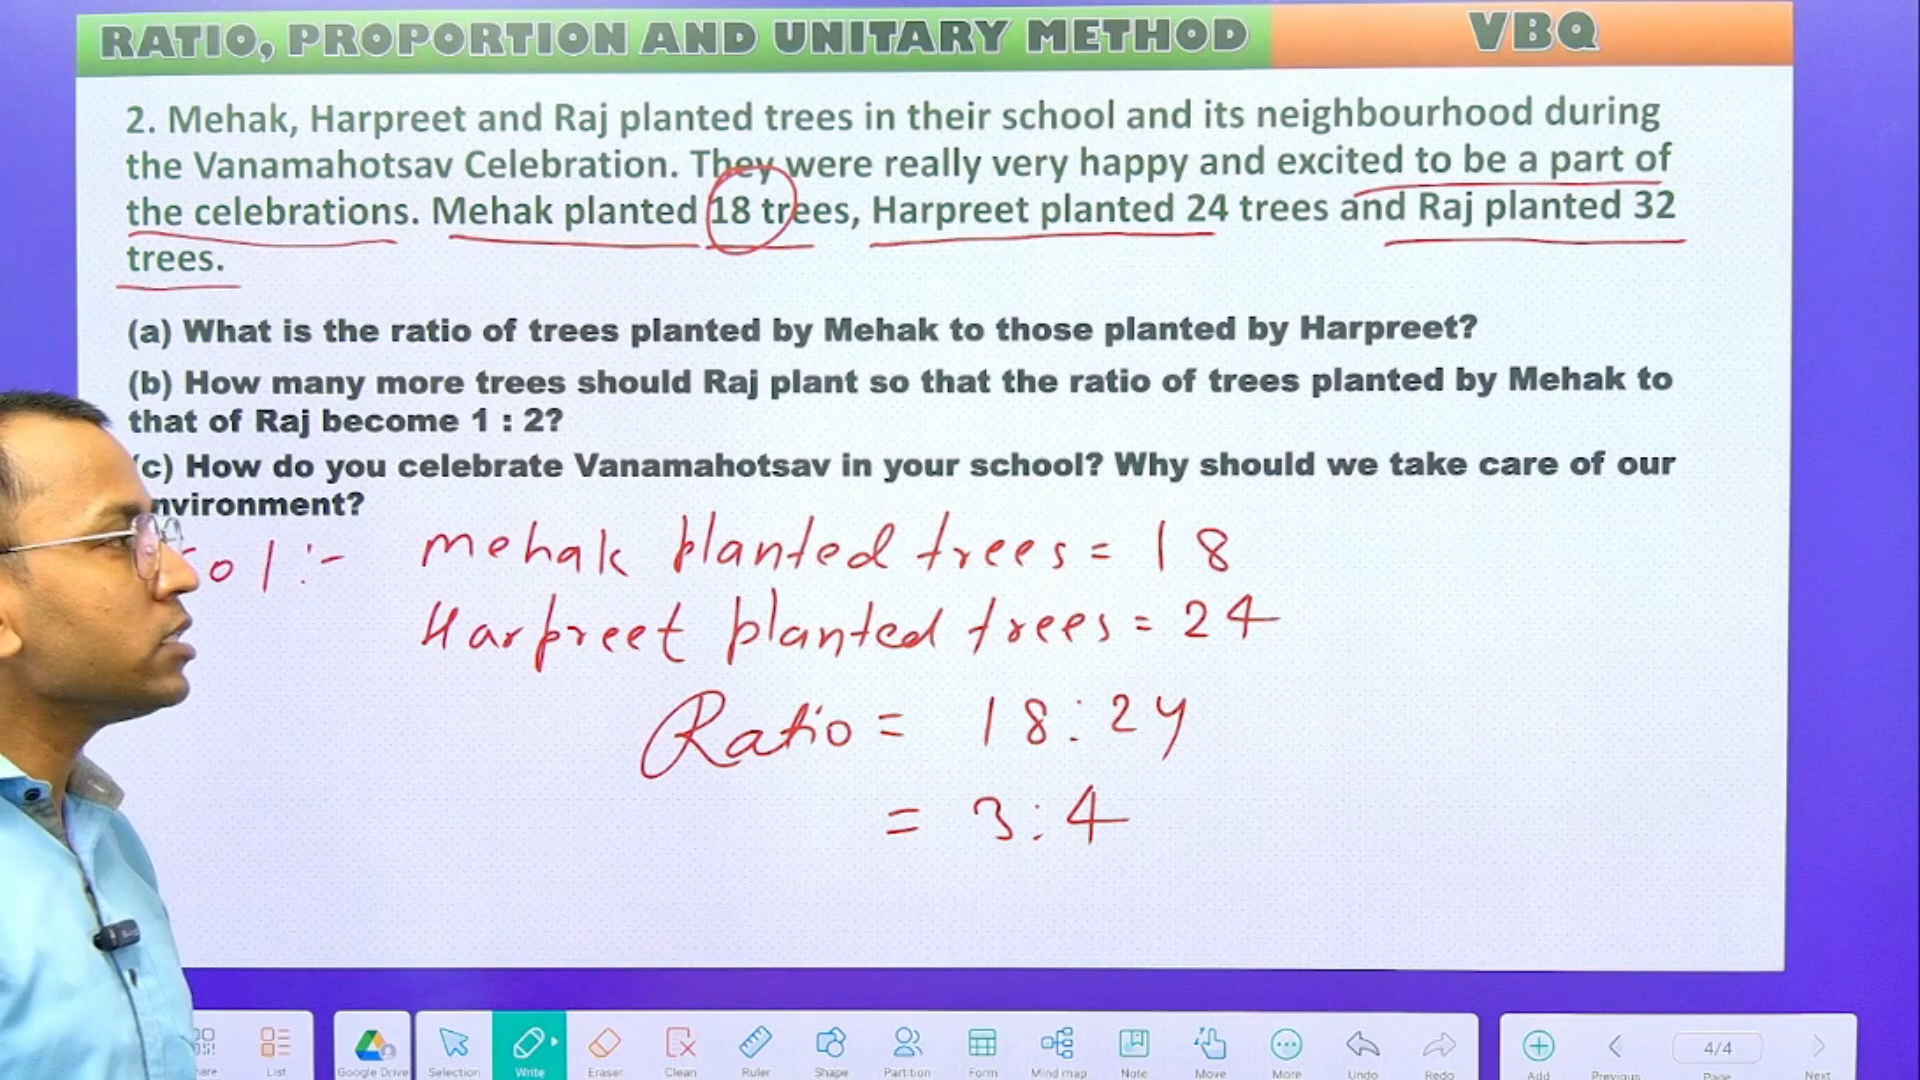 RATIO, PROPORTION AND UNITARY METHOD VBQ
2. Mehak, Harpreet and Raj planted trees in their school and its neighbourhood during
the Vanamahotsav Celebration. They were really very happy and excited to be a part of
the celebrations. Mehak planted 18 trees, Harpreet planted 24 trees and Raj planted 32
trees.
(a) What is the ratio of trees planted by Mehak to those planted by Harpreet?
(b) How many more trees should Raj plant so that the ratio of trees planted by Mehak to
that of Raj become 1 : 2?
(c) How do you celebrate Vanamahotsav in your school? Why should we take care of our
nvironment?
ol :- Mehak planted trees = 18
Harpreet planted trees = 24
Ratio = 18:24
= 3:4
List Google Drive Selection Write Eraser Clean Ruler Shape Partition Form Mind map Note Move More Undo Redo Add Previous 4/4 Page Next